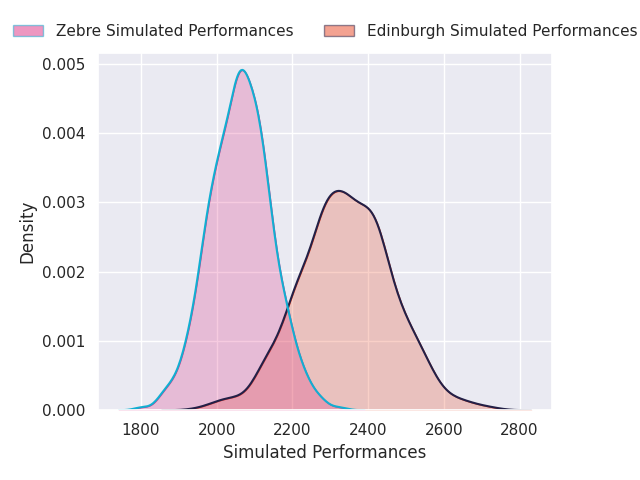 Zebre Simulated Performances Edinburgh Simulated Performances
0.005
0.004
0.003
0.002
0.001
0.000
Density
1800 2000 2200 2400 2600 2800
Simulated Performances